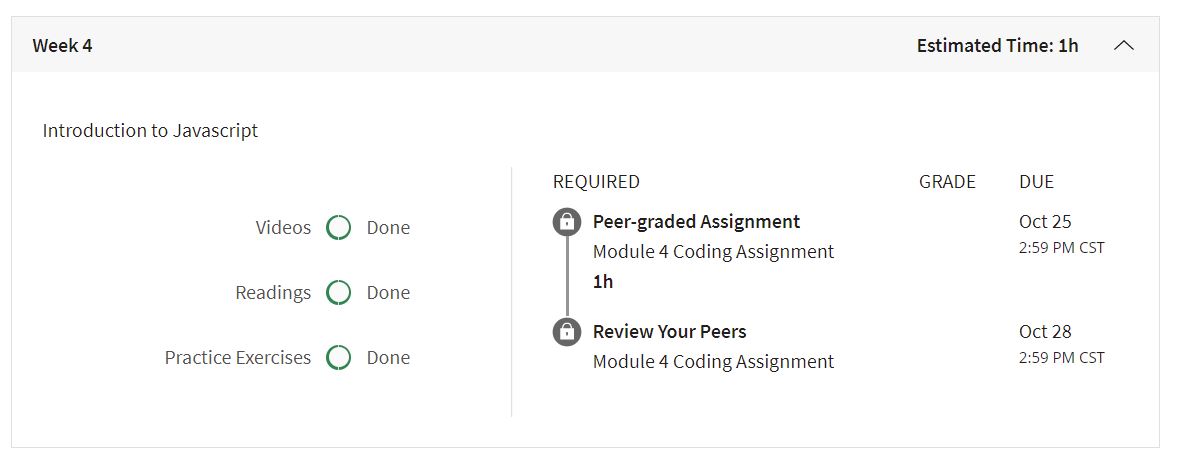 Week 4
Estimated Time: 1h
Introduction to Javascript
Videos Done
Readings Done
Practice Exercises Done
REQUIRED GRADE DUE
Peer-graded Assignment Oct 25
Module 4 Coding Assignment 2:59 PM CST
1h
Review Your Peers Oct 28
Module 4 Coding Assignment 2:59 PM CST